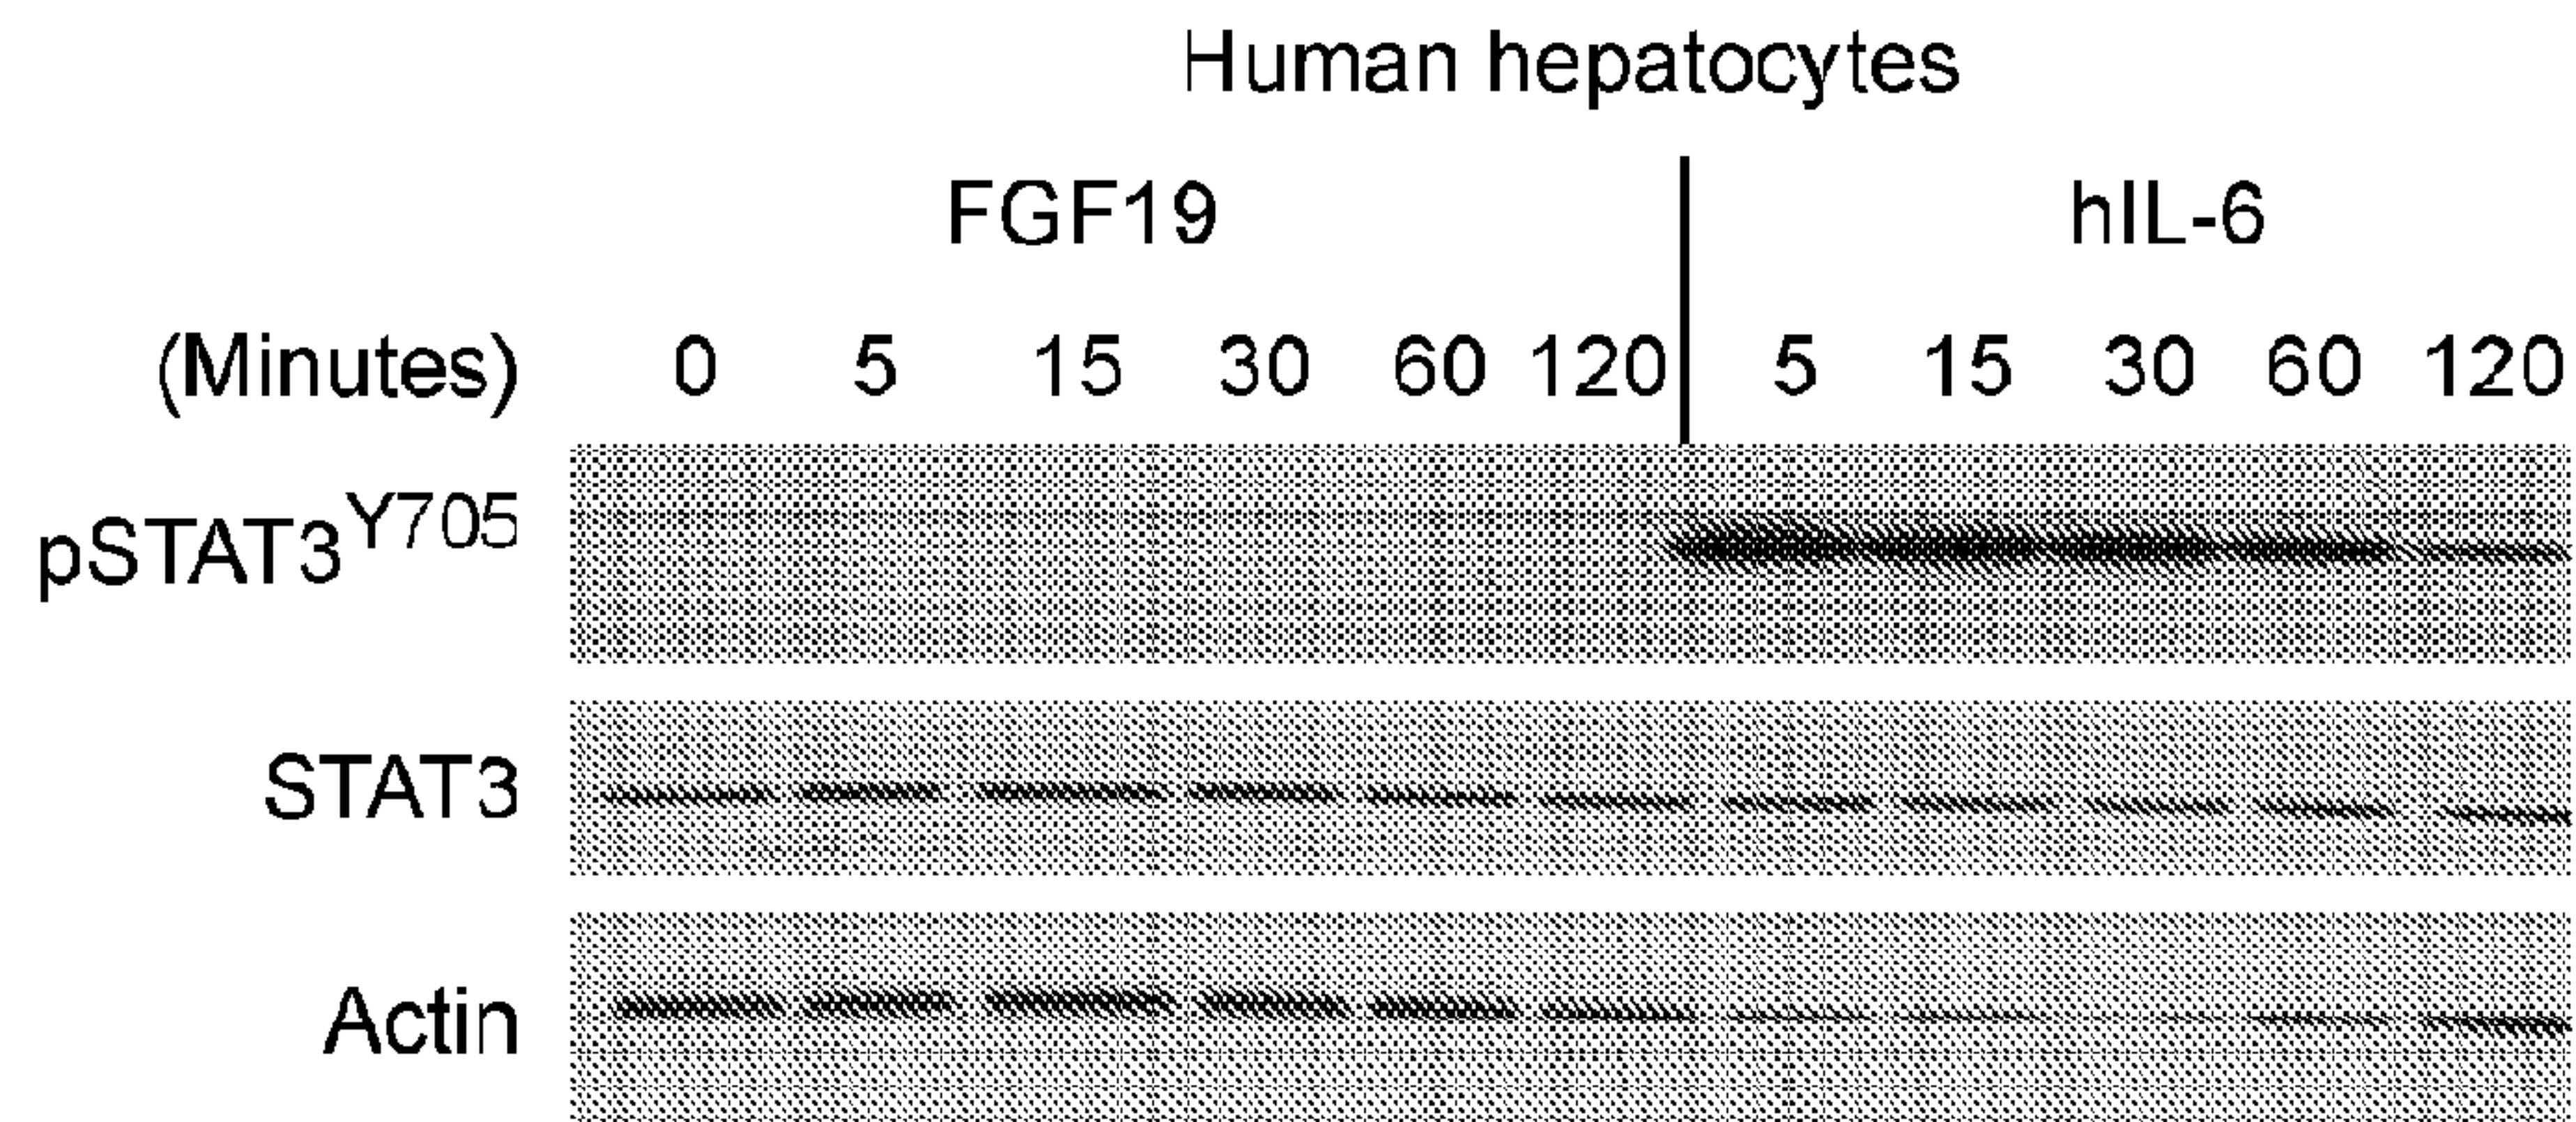 Human hepatocytes
FGF19 hIL-6
(Minutes) 0 5 15 30 60 120 5 15 30 60 120
pSTAT3Y705
STAT3
Actin